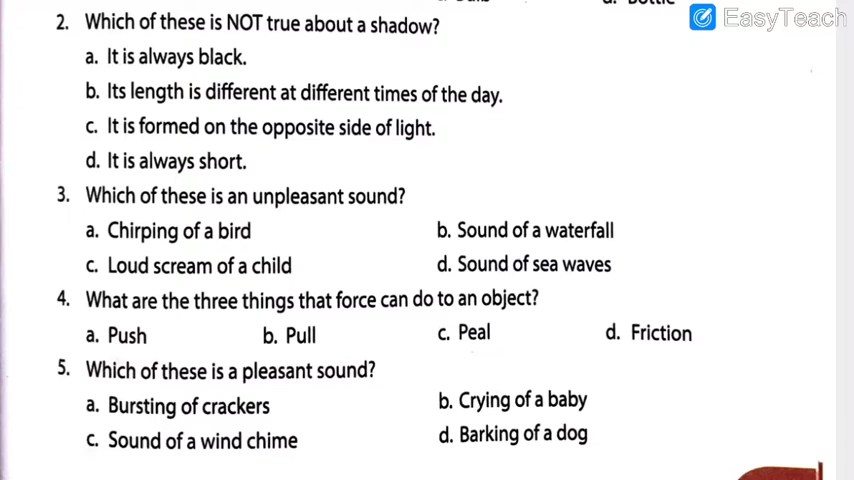 d. Bottle
EasyTeach
2. Which of these is NOT true about a shadow?
a. It is always black.
b. Its length is different at different times of the day.
c. It is formed on the opposite side of light.
d. It is always short.
3. Which of these is an unpleasant sound?
a. Chirping of a bird
b. Sound of a waterfall
c. Loud scream of a child
d. Sound of sea waves
4. What are the three things that force can do to an object?
a. Push b. Pull c. Peal d. Friction
5. Which of these is a pleasant sound?
a. Bursting of crackers
b. Crying of a baby
c. Sound of a wind chime
d. Barking of a dog